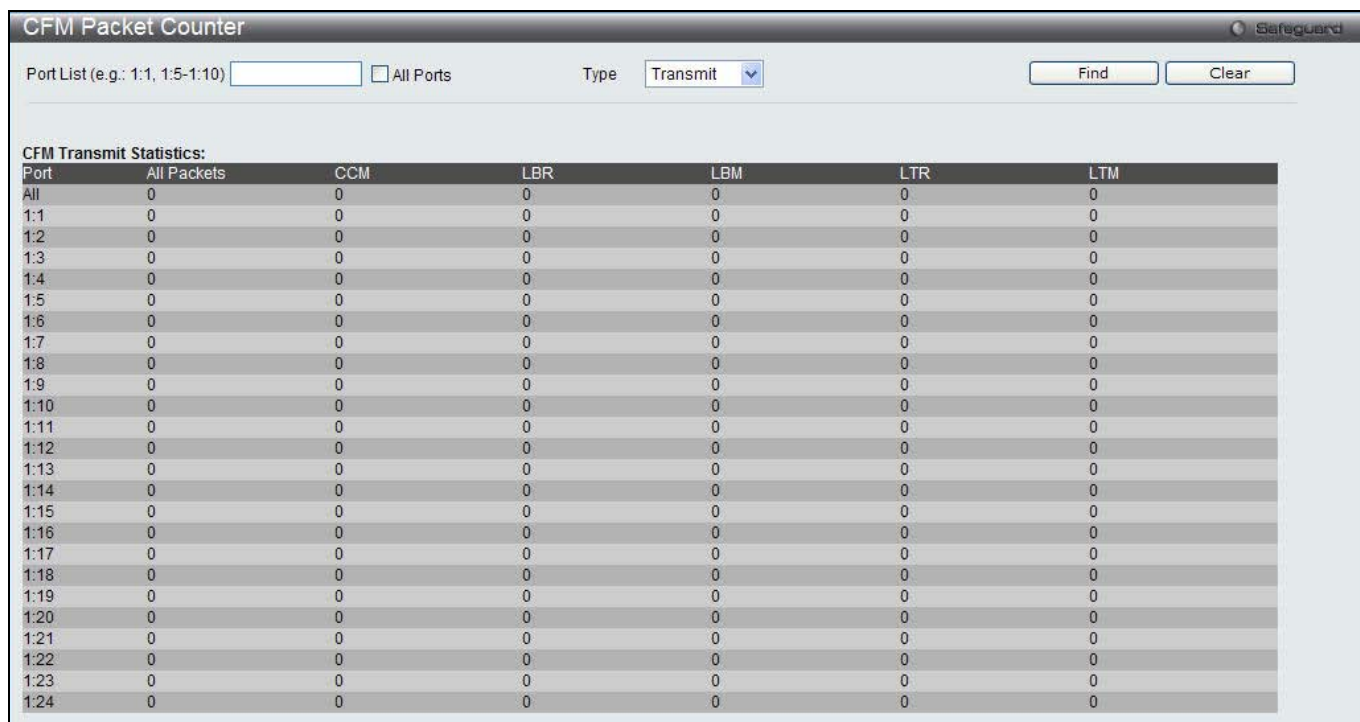 CFM Packet Counter Safeguard
Port List (e.g.: 1:1, 1:5-1:10) All Ports Type Transmit Find Clear
CFM Transmit Statistics:
Port All Packets CCM LBR LBM LTR LTM
All 0 0 0 0 0 0
1:1 0 0 0 0 0 0
1:2 0 0 0 0 0 0
1:3 0 0 0 0 0 0
1:4 0 0 0 0 0 0
1:5 0 0 0 0 0 0
1:6 0 0 0 0 0 0
1:7 0 0 0 0 0 0
1:8 0 0 0 0 0 0
1:9 0 0 0 0 0 0
1:10 0 0 0 0 0 0
1:11 0 0 0 0 0 0
1:12 0 0 0 0 0 0
1:13 0 0 0 0 0 0
1:14 0 0 0 0 0 0
1:15 0 0 0 0 0 0
1:16 0 0 0 0 0 0
1:17 0 0 0 0 0 0
1:18 0 0 0 0 0 0
1:19 0 0 0 0 0 0
1:20 0 0 0 0 0 0
1:21 0 0 0 0 0 0
1:22 0 0 0 0 0 0
1:23 0 0 0 0 0 0
1:24 0 0 0 0 0 0